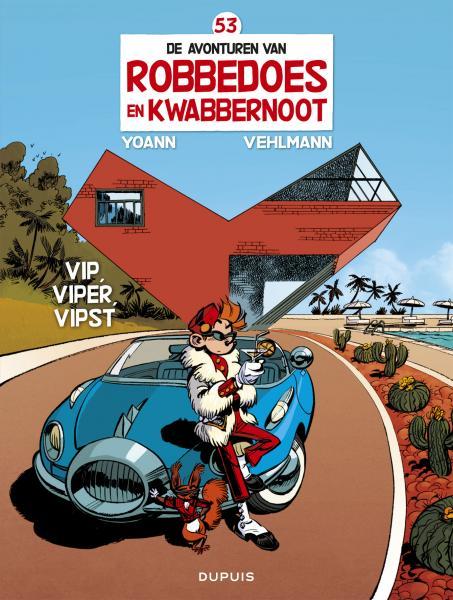 53
DE AVONTUREN VAN
ROBBEDOES
EN KWABBERNOOT
YOANN VEHLMANN
VIP,
VIPER,
VIPST
DUPUIS